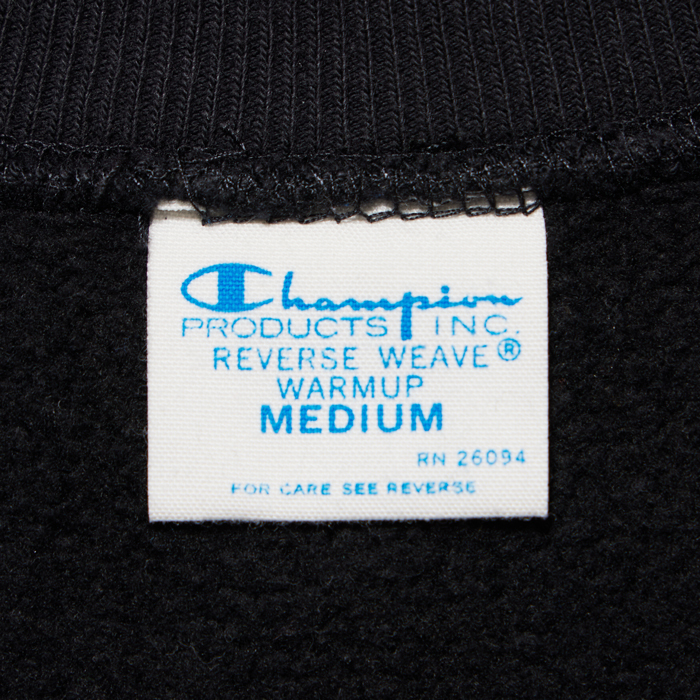 Champion
PRODUCTS INC.
REVERSE WEAVE®
WARMUP
MEDIUM
RN 26094
FOR CARE SEE REVERSE